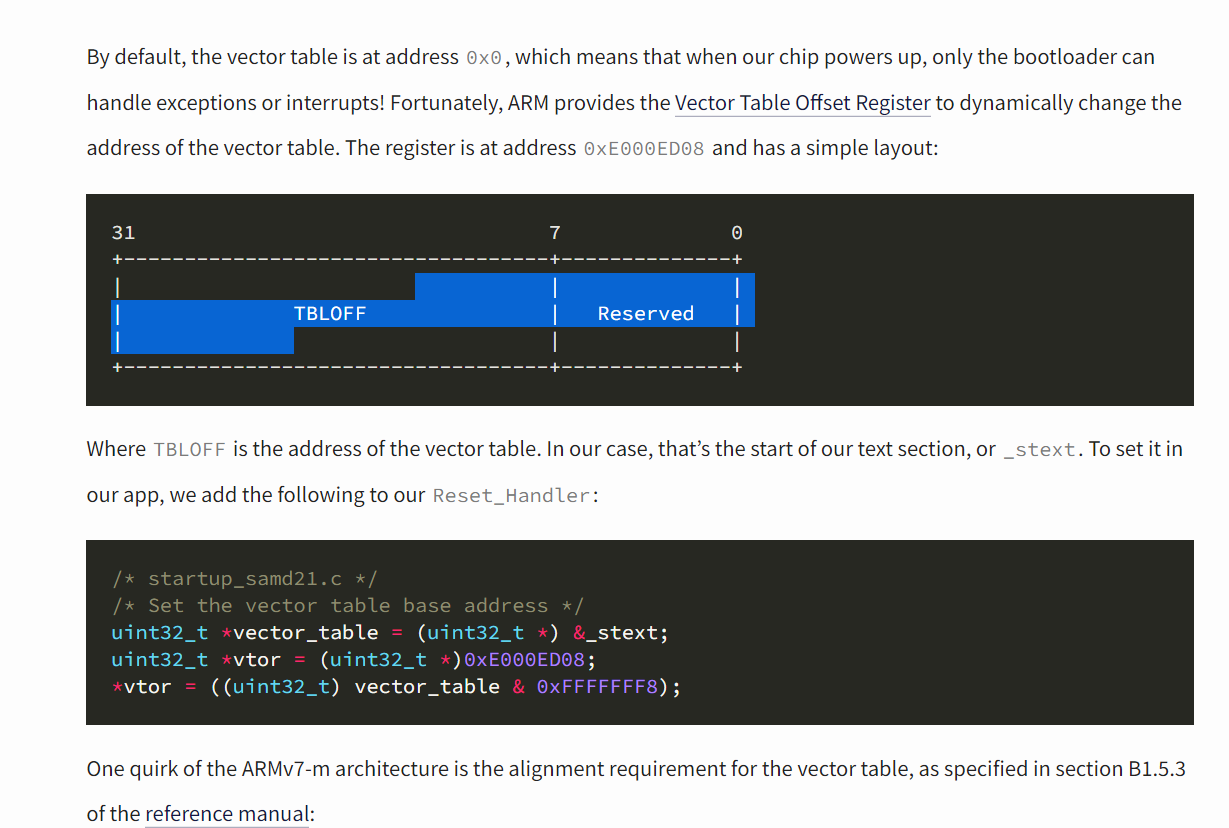 By default, the vector table is at address 0x0, which means that when our chip powers up, only the bootloader can
handle exceptions or interrupts! Fortunately, ARM provides the Vector Table Offset Register to dynamically change the
address of the vector table. The register is at address 0xE000ED08 and has a simple layout:
31                                  7              0
+-----------------------------------+--------------+
|                                   |              |
|              TBLOFF               |   Reserved   |
|                                   |              |
+-----------------------------------+--------------+
Where TBLOFF is the address of the vector table. In our case, that’s the start of our text section, or _stext. To set it in
our app, we add the following to our Reset_Handler:
/* startup_samd21.c */
/* Set the vector table base address */
uint32_t *vector_table = (uint32_t *) &_stext;
uint32_t *vtor = (uint32_t *)0xE000ED08;
*vtor = ((uint32_t) vector_table & 0xFFFFFFF8);
One quirk of the ARMv7-m architecture is the alignment requirement for the vector table, as specified in section B1.5.3
of the reference manual: